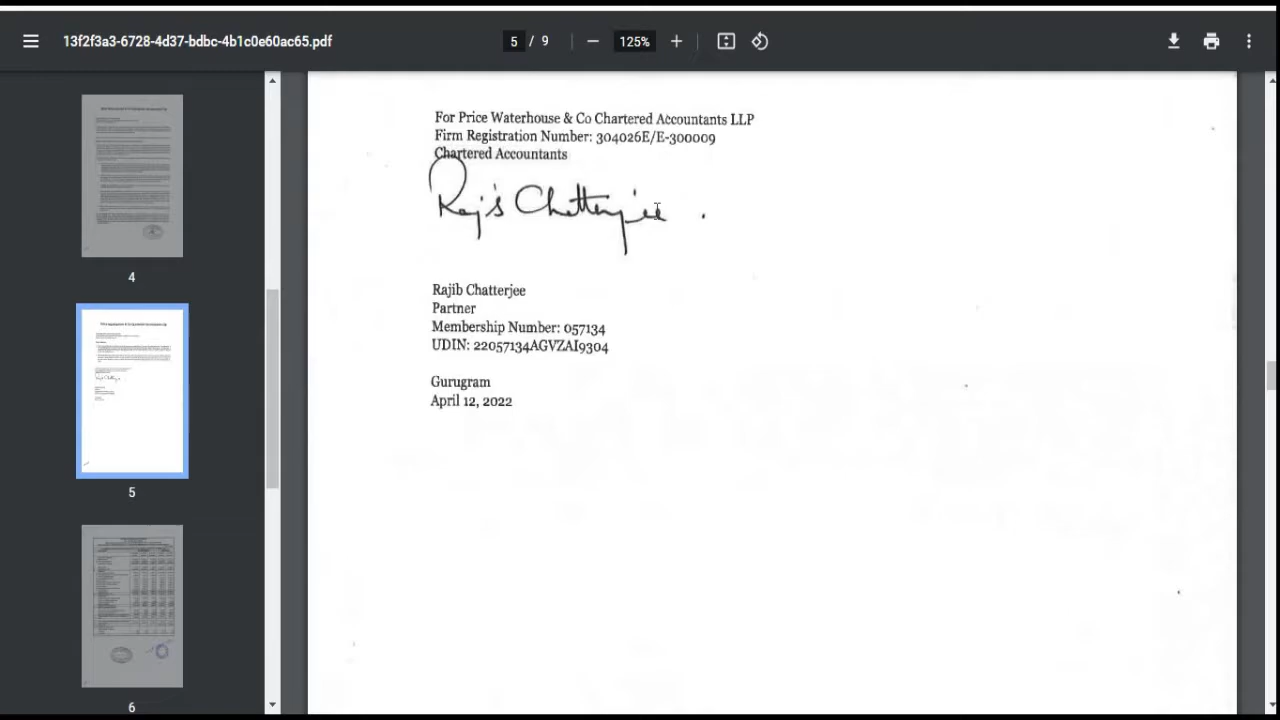 13f2f3a3-6728-4d37-bdbc-4b1c0e60ac65.pdf
5 / 9
125%
For Price Waterhouse & Co Chartered Accountants LLP
Firm Registration Number: 304026E/E-300009
Chartered Accountants
Rajib Chatterjee
Partner
Membership Number: 057134
UDIN: 22057134AGVZAI9304
Gurugram
April 12, 2022
4
5
6